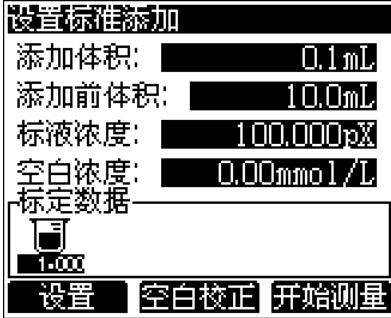 设置标准添加
添加体积: 0.1mL
添加前体积: 10.0mL
标液浓度: 100.000pX
空白浓度: 0.00mmol/L
标定数据
1.000
设置 空白校正 开始测量